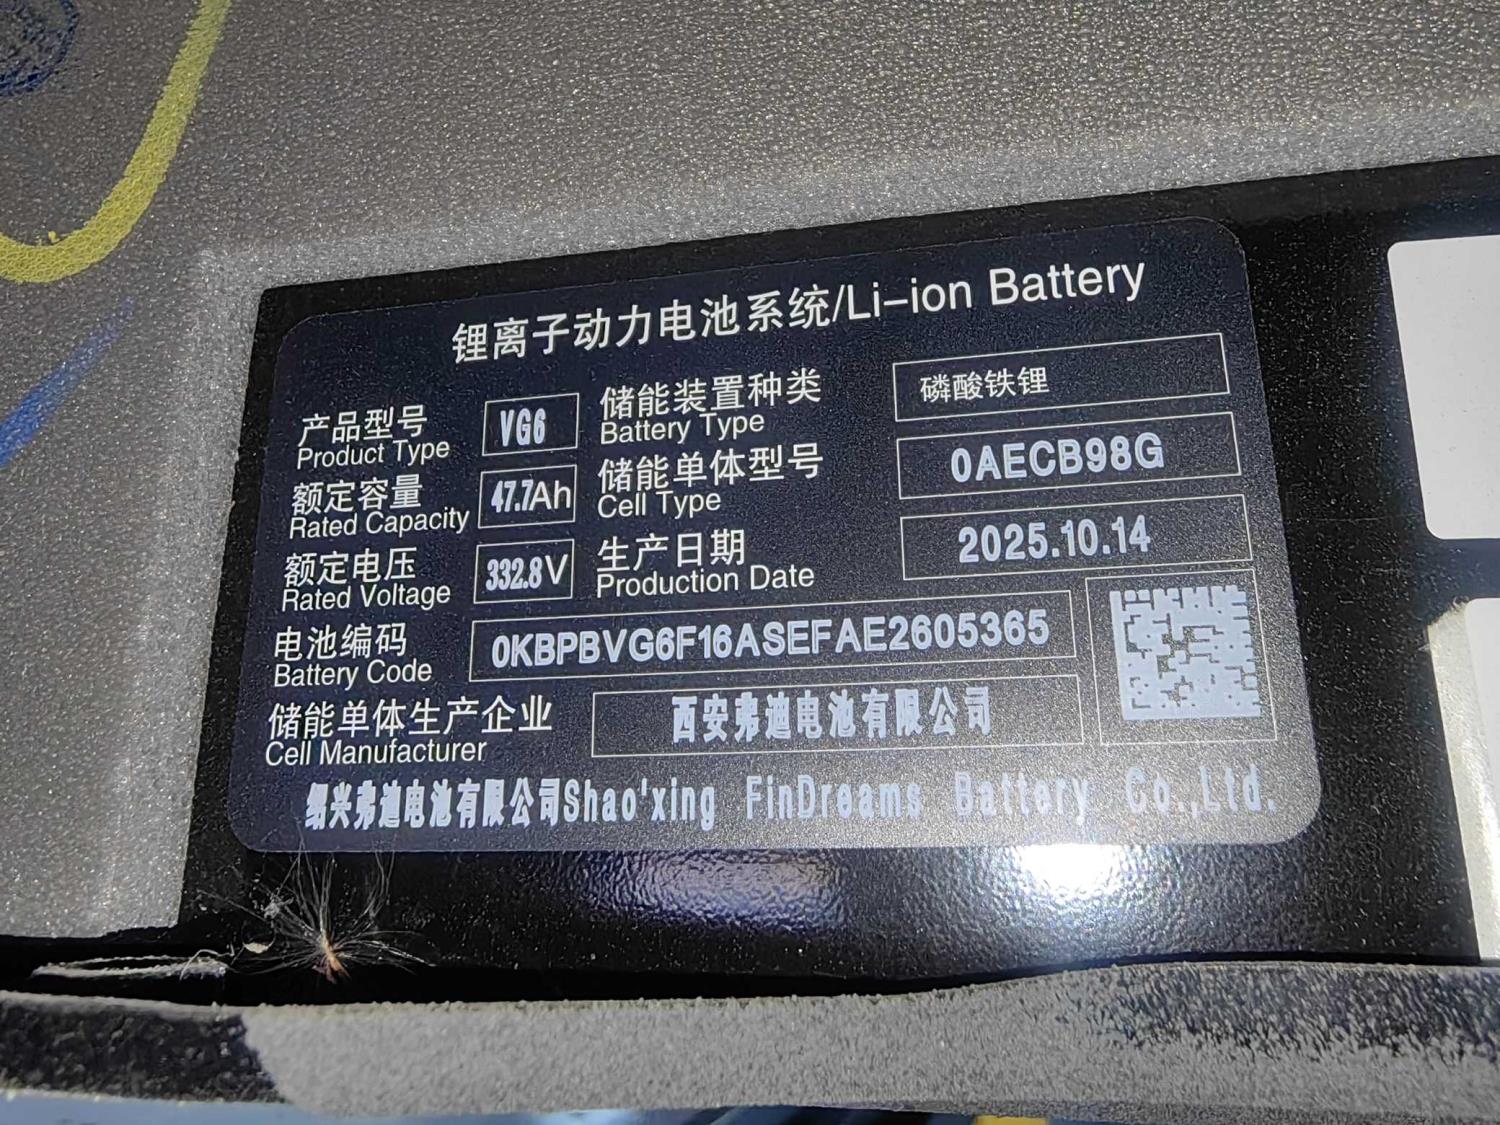 锂离子动力电池系统/Li-ion Battery
产品型号 VG6 储能装置种类 磷酸铁锂
Product Type Battery Type
额定容量 47.7Ah 储能单体型号 0AECB98G
Rated Capacity Cell Type
额定电压 332.8V 生产日期 2025.10.14
Rated Voltage Production Date
电池编码 0KBPBVG6F16ASEFAE2605365
Battery Code
储能单体生产企业 西安弗迪电池有限公司
Cell Manufacturer
绍兴弗迪电池有限公司Shao'xing FinDreams Battery Co.,Ltd.